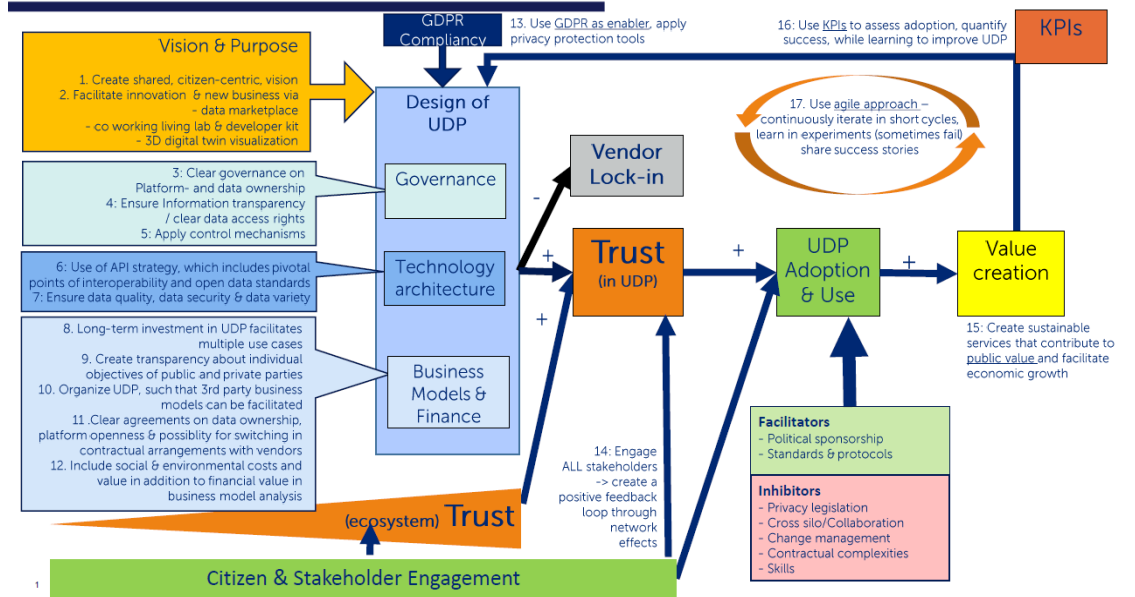 GDPR
Compliancy
13. Use GDPR as enabler, apply
privacy protection tools
16: Use KPIs to assess adoption, quantify
success, while learning to improve UDP
KPIs
Vision & Purpose
1. Create shared, citizen-centric, vision
2. Facilitate innovation & new business via
- data marketplace
- co working living lab & developer kit
- 3D digital twin visualization
Design of
UDP
17. Use agile approach –
continuously iterate in short cycles,
learn in experiments (sometimes fail)
share success stories
Vendor
Lock-in
3: Clear governance on
Platform- and data ownership
4: Ensure Information transparency
/ clear data access rights
5: Apply control mechanisms
Governance
-
6: Use of API strategy, which includes pivotal
points of interoperability and open data standards
7: Ensure data quality, data security & data variety
Technology
architecture
+
+
Trust
(in UDP)
+
UDP
Adoption
& Use
+
Value
creation
8. Long-term investment in UDP facilitates
multiple use cases
9. Create transparency about individual
objectives of public and private parties
10. Organize UDP, such that 3rd party business
models can be facilitated
11 .Clear agreements on data ownership,
platform openness & possiblity for switching in
contractual arrangements with vendors
12. Include social & environmental costs and
value in addition to financial value in
business model analysis
Business
Models &
Finance
15: Create sustainable
services that contribute to
public value and facilitate
economic growth
14: Engage
ALL stakeholders
-> create a
positive feedback
loop through
network
effects
Facilitators
- Political sponsorship
- Standards & protocols
Inhibitors
- Privacy legislation
- Cross silo/Collaboration
- Change management
- Contractual complexities
- Skills
(ecosystem) Trust
Citizen & Stakeholder Engagement
1